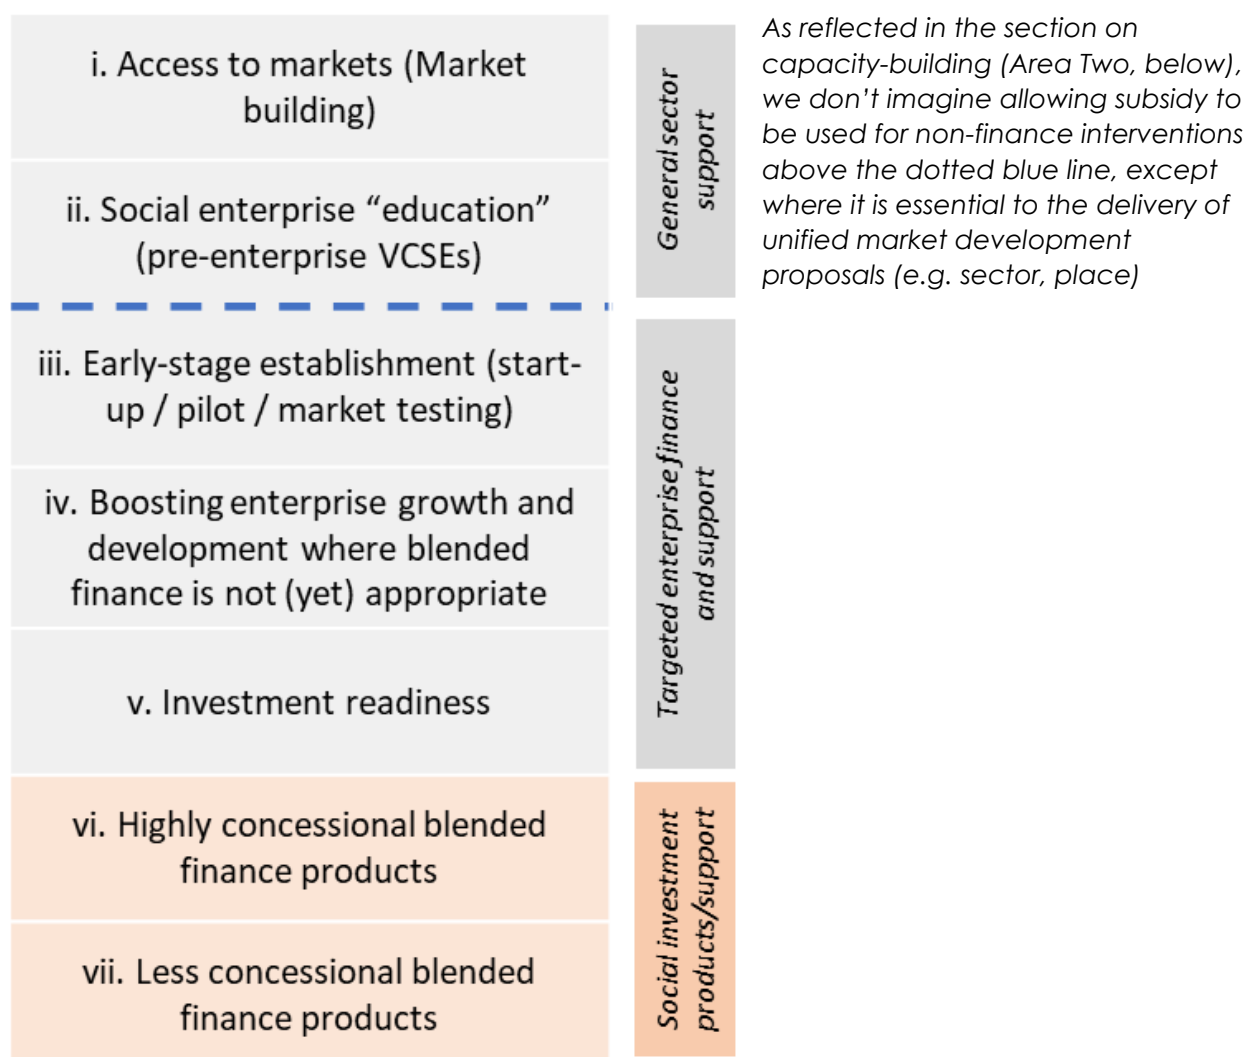 i. Access to markets (Market
building)
ii. Social enterprise “education”
(pre-enterprise VCSEs)
iii. Early-stage establishment (start-
up / pilot / market testing)
iv. Boosting enterprise growth and
development where blended
finance is not (yet) appropriate
v. Investment readiness
vi. Highly concessional blended
finance products
vii. Less concessional blended
finance products
General sector
support
Targeted enterprise finance
and support
Social investment
products/support
As reflected in the section on
capacity-building (Area Two, below),
we don’t imagine allowing subsidy to
be used for non-finance interventions
above the dotted blue line, except
where it is essential to the delivery of
unified market development
proposals (e.g. sector, place)